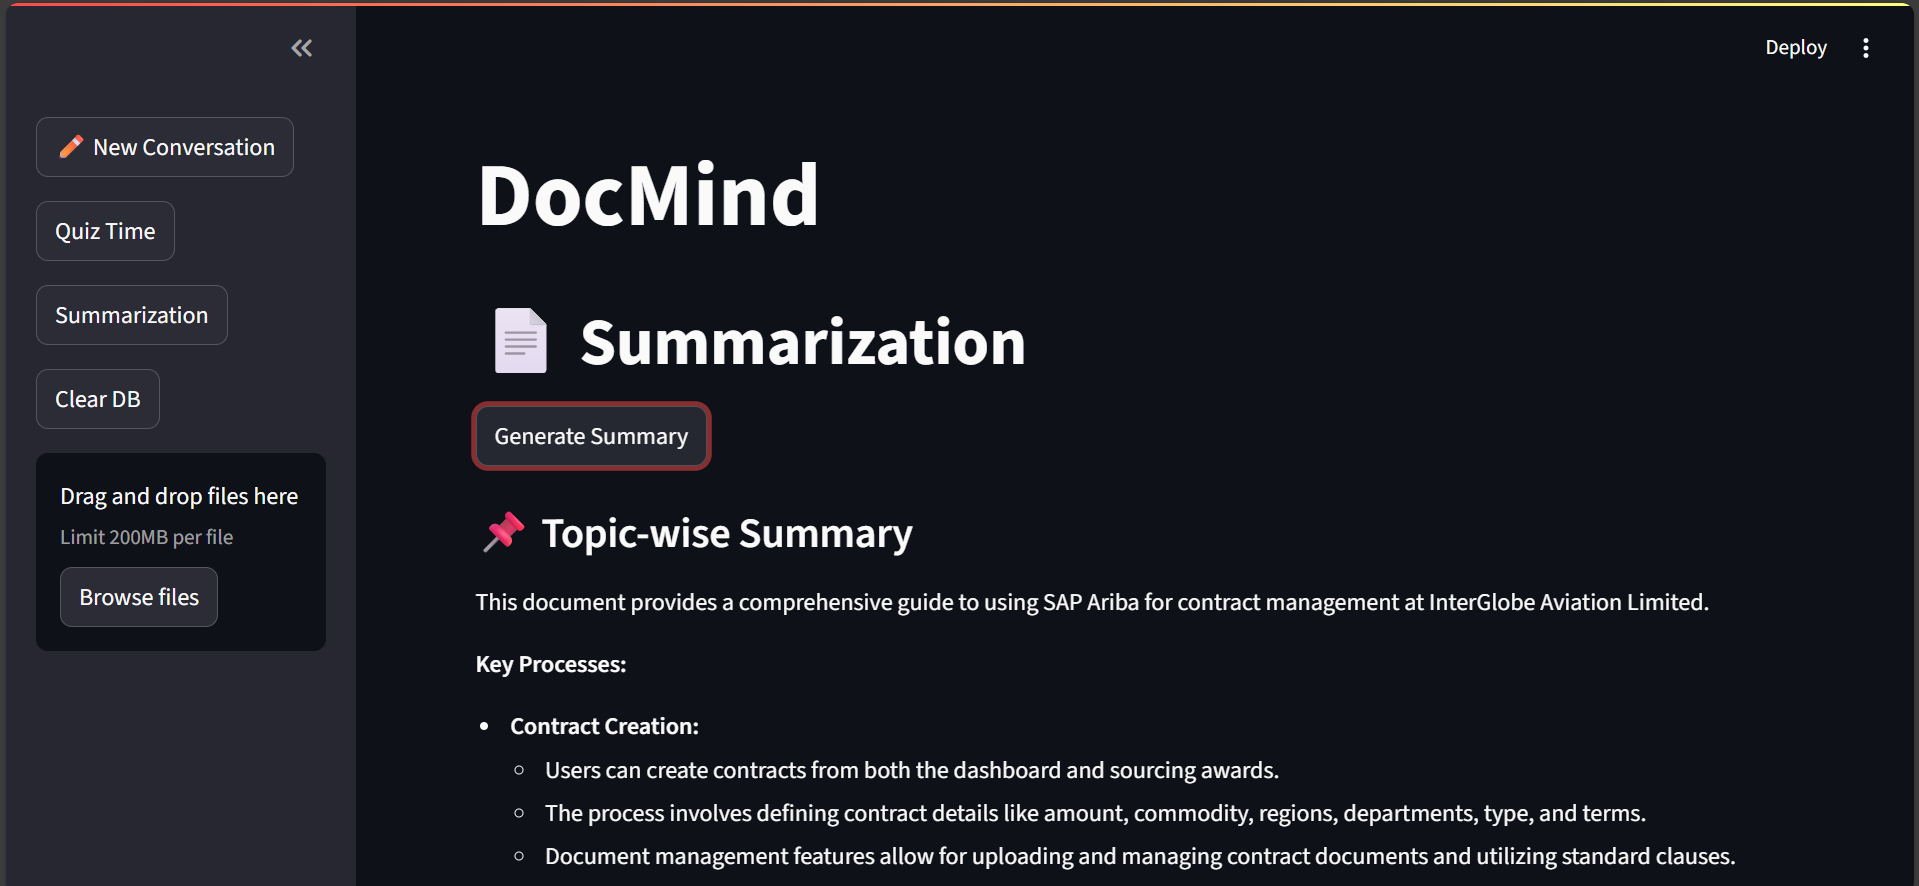 Deploy
New Conversation
Quiz Time
Summarization
Clear DB
Drag and drop files here
Limit 200MB per file
Browse files
DocMind
Summarization
Generate Summary
Topic-wise Summary
This document provides a comprehensive guide to using SAP Ariba for contract management at InterGlobe Aviation Limited.
Key Processes:
• Contract Creation:
○ Users can create contracts from both the dashboard and sourcing awards.
○ The process involves defining contract details like amount, commodity, regions, departments, type, and terms.
○ Document management features allow for uploading and managing contract documents and utilizing standard clauses.